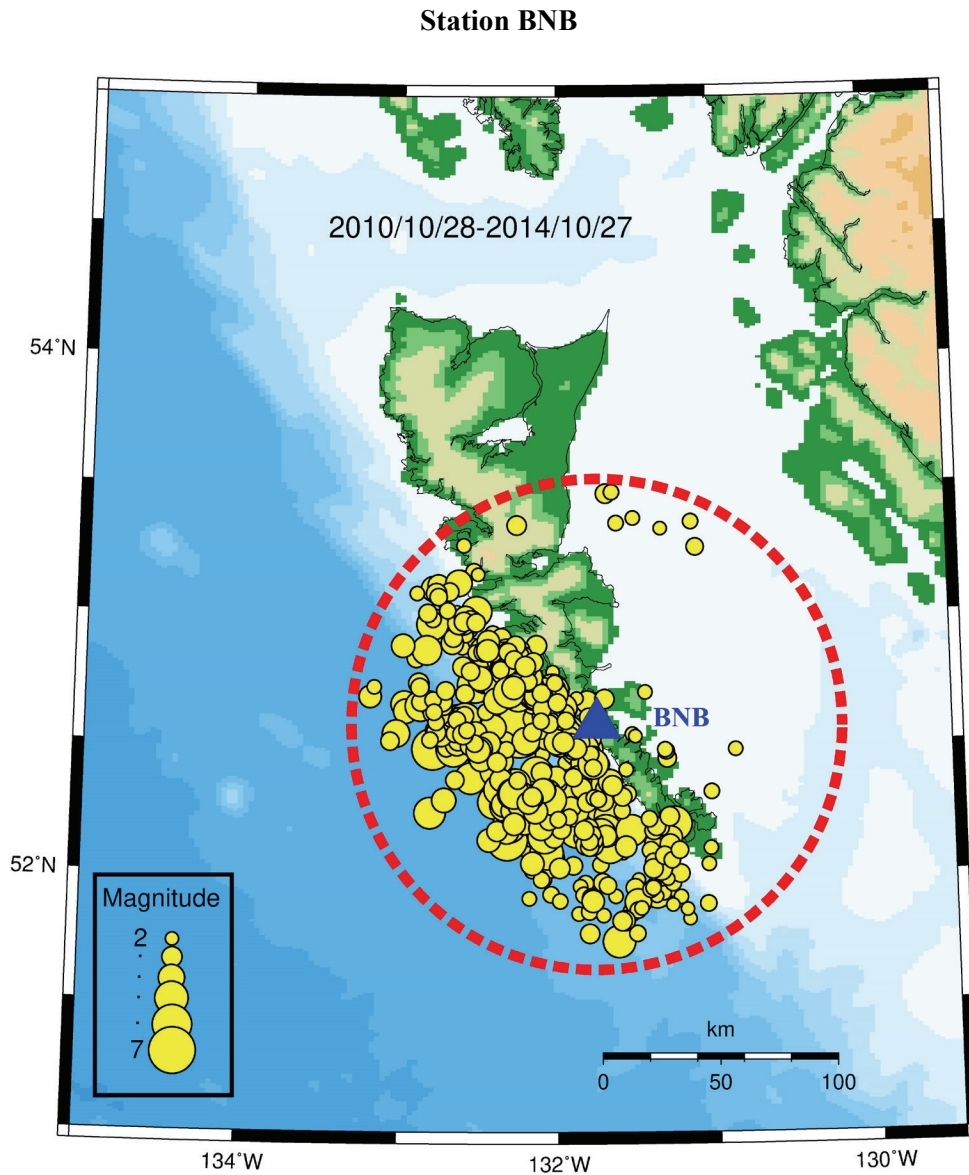 Station BNB
2010/10/28-2014/10/27
54°N
BNB
52°N
Magnitude
2
·
·
·
·
7
km
0 50 100
134°W 132°W 130°W